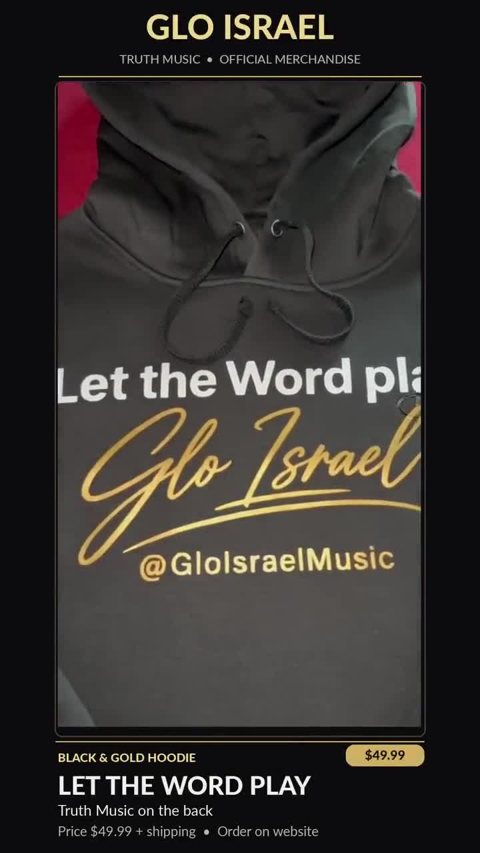 GLO ISRAEL
TRUTH MUSIC • OFFICIAL MERCHANDISE
Let the Word pla
Glo Israel
@GloIsraelMusic
BLACK & GOLD HOODIE
$49.99
LET THE WORD PLAY
Truth Music on the back
Price $49.99 + shipping • Order on website